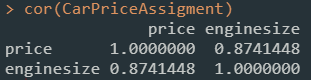 > cor(CarPriceAssigment)
price enginesize
price 1.0000000 0.8741448
enginesize 0.8741448 1.0000000